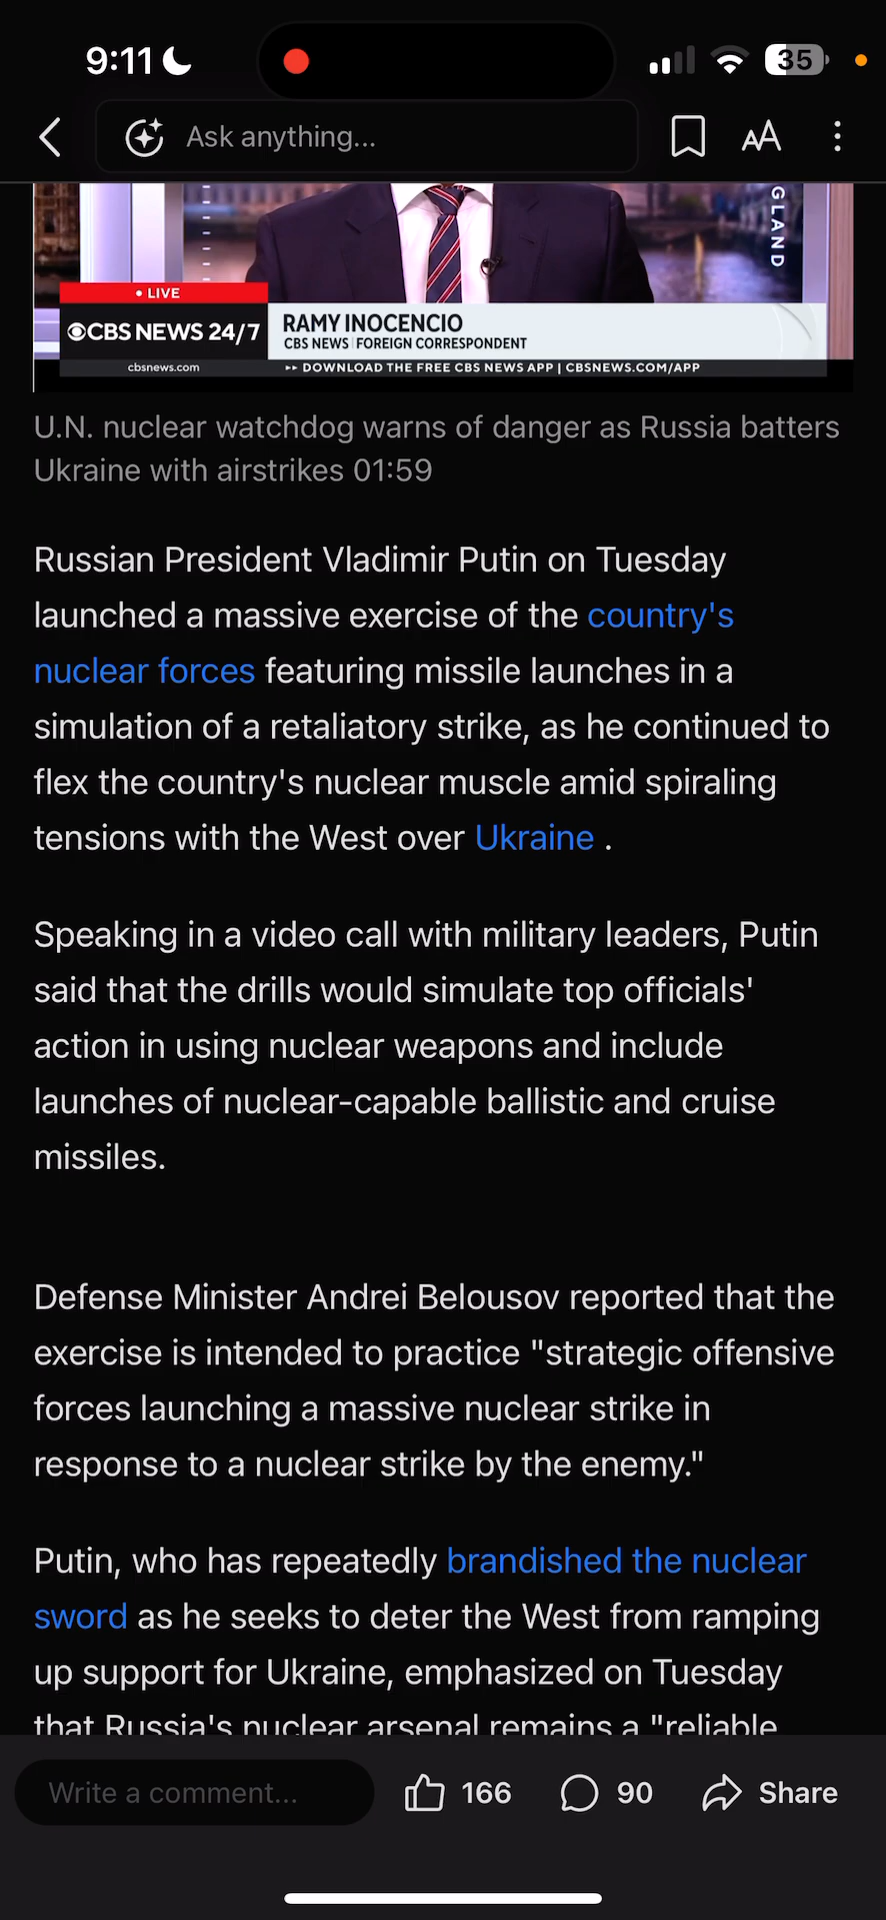 9:11
35
Ask anything...
GLAND
• LIVE
CBS NEWS 24/7
RAMY INOCENCIO
CBS NEWS | FOREIGN CORRESPONDENT
cbsnews.com
▸▸ DOWNLOAD THE FREE CBS NEWS APP | CBSNEWS.COM/APP
U.N. nuclear watchdog warns of danger as Russia batters
Ukraine with airstrikes 01:59
Russian President Vladimir Putin on Tuesday
launched a massive exercise of the country's
nuclear forces featuring missile launches in a
simulation of a retaliatory strike, as he continued to
flex the country's nuclear muscle amid spiraling
tensions with the West over Ukraine .
Speaking in a video call with military leaders, Putin
said that the drills would simulate top officials'
action in using nuclear weapons and include
launches of nuclear-capable ballistic and cruise
missiles.
Defense Minister Andrei Belousov reported that the
exercise is intended to practice "strategic offensive
forces launching a massive nuclear strike in
response to a nuclear strike by the enemy."
Putin, who has repeatedly brandished the nuclear
sword as he seeks to deter the West from ramping
up support for Ukraine, emphasized on Tuesday
that Russia's nuclear arsenal remains a "reliable
Write a comment...
166
90
Share